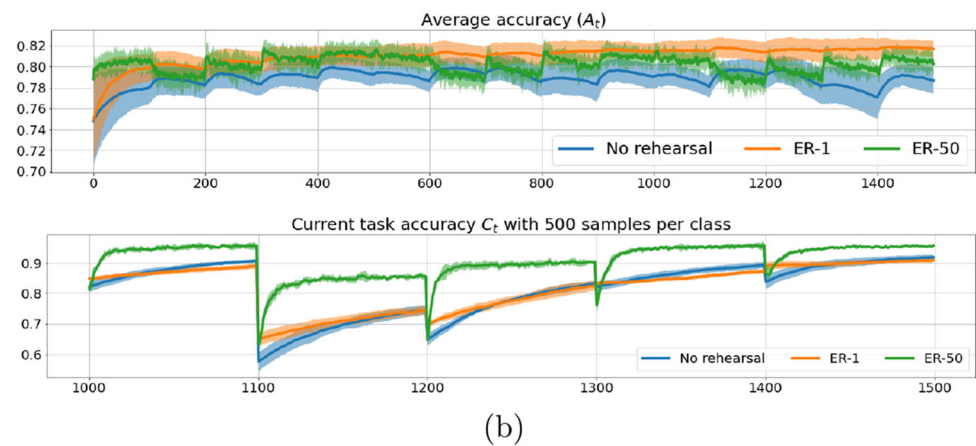 Average accuracy (A_t)
0.82
0.80
0.78
0.76
0.74
0.72
0.70
No rehearsal ER-1 ER-50
0 200 400 600 800 1000 1200 1400
Current task accuracy C_t with 500 samples per class
0.9
0.8
0.7
0.6
No rehearsal ER-1 ER-50
1000 1100 1200 1300 1400 1500
(b)